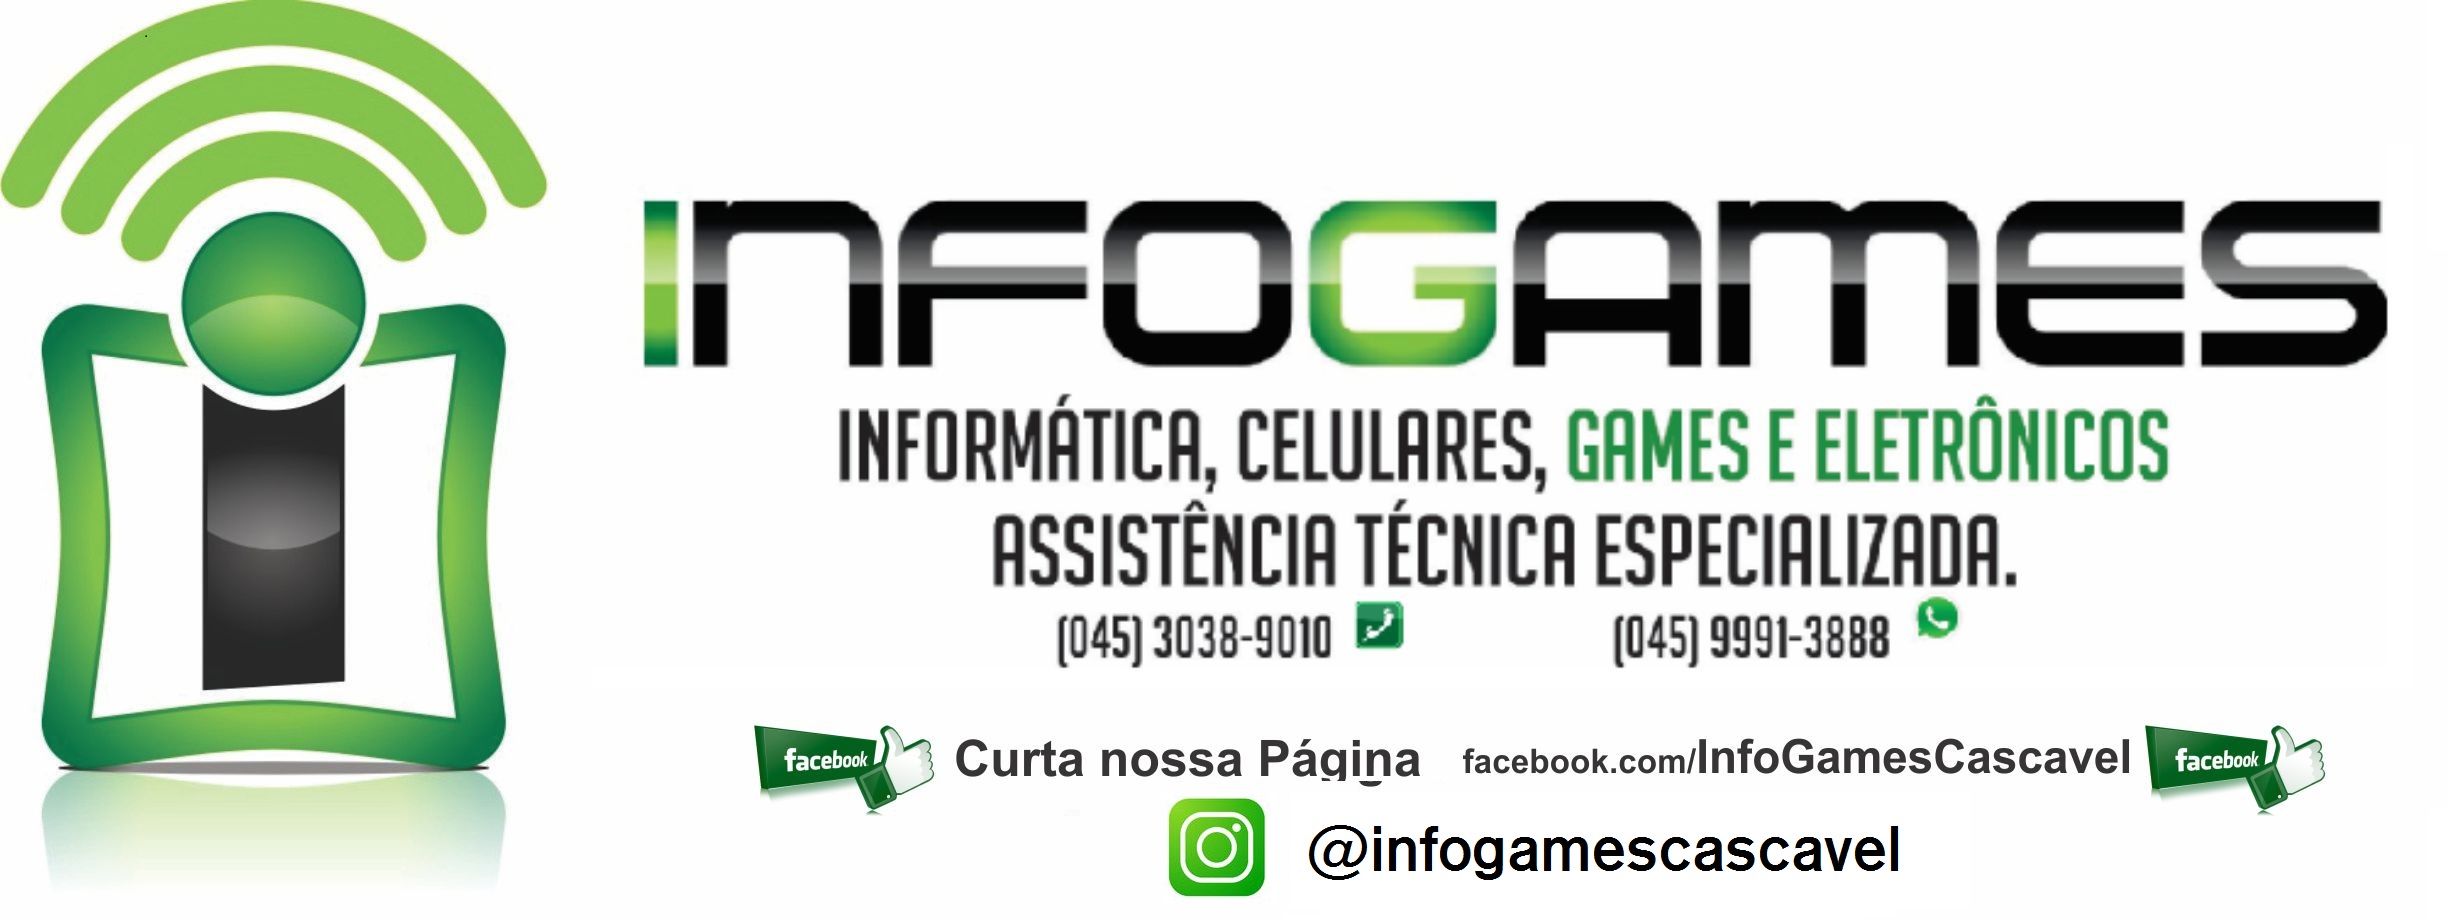 INFOGAMES
INFORMÁTICA, CELULARES, GAMES E ELETRÔNICOS
ASSISTÊNCIA TÉCNICA ESPECIALIZADA.
(045) 3038-9010 (045) 9991-3888
facebook Curta nossa Página facebook.com/InfoGamesCascavel facebook
@infogamescascavel